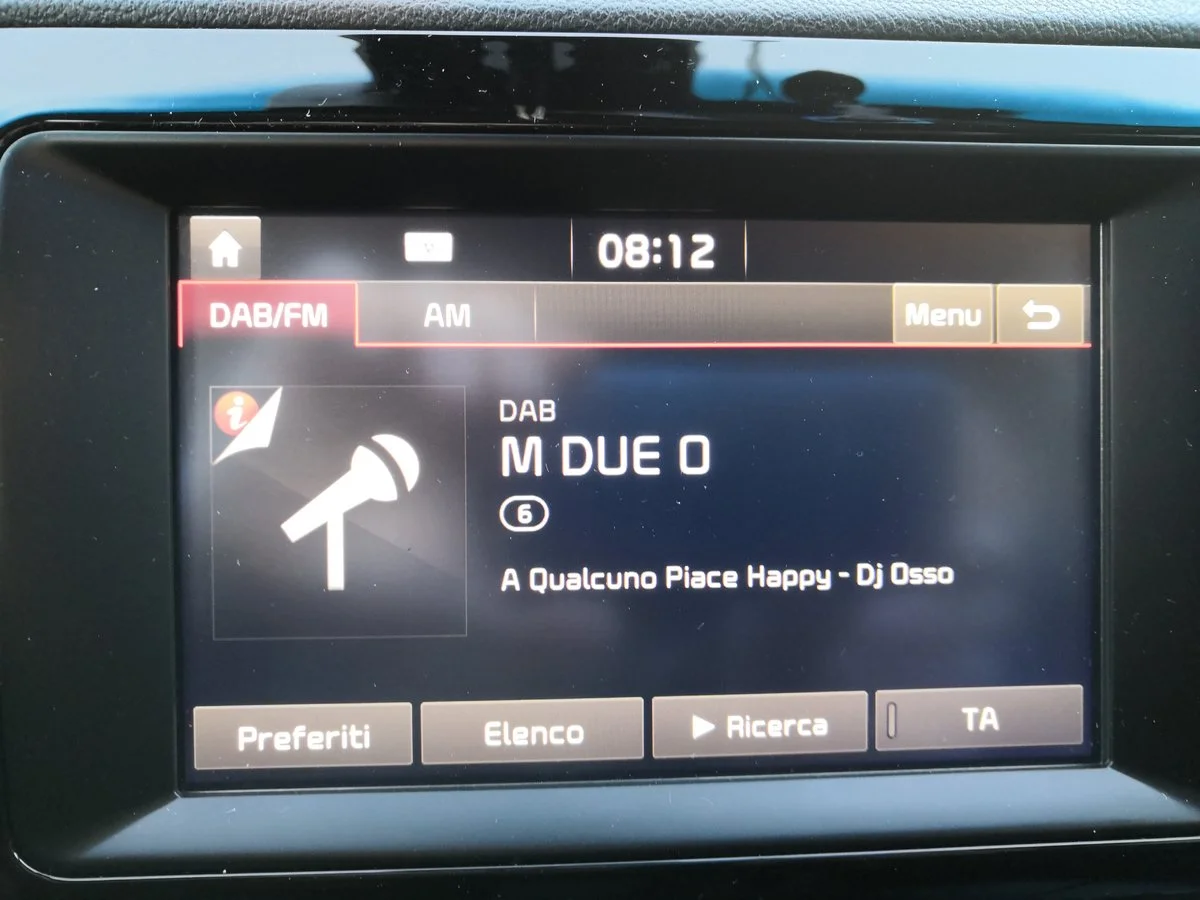 08:12
DAB/FM AM Menu
i
DAB
M DUE O
6
A Qualcuno Piace Happy - Dj Osso
Preferiti Elenco Ricerca TA